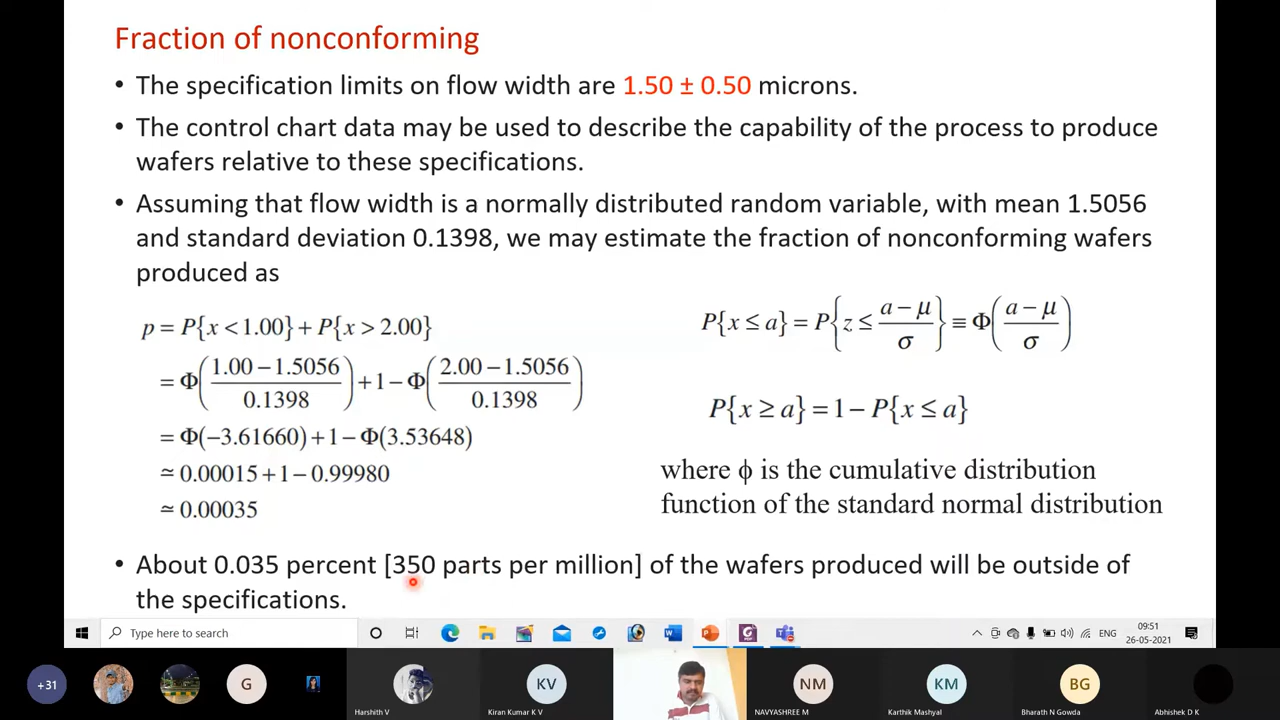 Fraction of nonconforming
• The specification limits on flow width are 1.50 ± 0.50 microns.
• The control chart data may be used to describe the capability of the process to produce
wafers relative to these specifications.
• Assuming that flow width is a normally distributed random variable, with mean 1.5056
and standard deviation 0.1398, we may estimate the fraction of nonconforming wafers
produced as
p = P{x < 1.00} + P{x > 2.00}
= Φ((1.00 − 1.5056)/0.1398) + 1 − Φ((2.00 − 1.5056)/0.1398)
= Φ(−3.61660) + 1 − Φ(3.53648)
≃ 0.00015 + 1 − 0.99980
≃ 0.00035
P{x ≤ a} = P{z ≤ (a − μ)/σ} ≡ Φ((a − μ)/σ)
P{x ≥ a} = 1 − P{x ≤ a}
where ϕ is the cumulative distribution
function of the standard normal distribution
• About 0.035 percent [350 parts per million] of the wafers produced will be outside of
the specifications.
Type here to search
ENG
09:51
26-05-2021
+31
G
KV
NM
KM
BG
Harshith V
Kiran Kumar K V
NAVYASHREE M
Karthik Mashyal
Bharath N Gowda
Abhishek D K